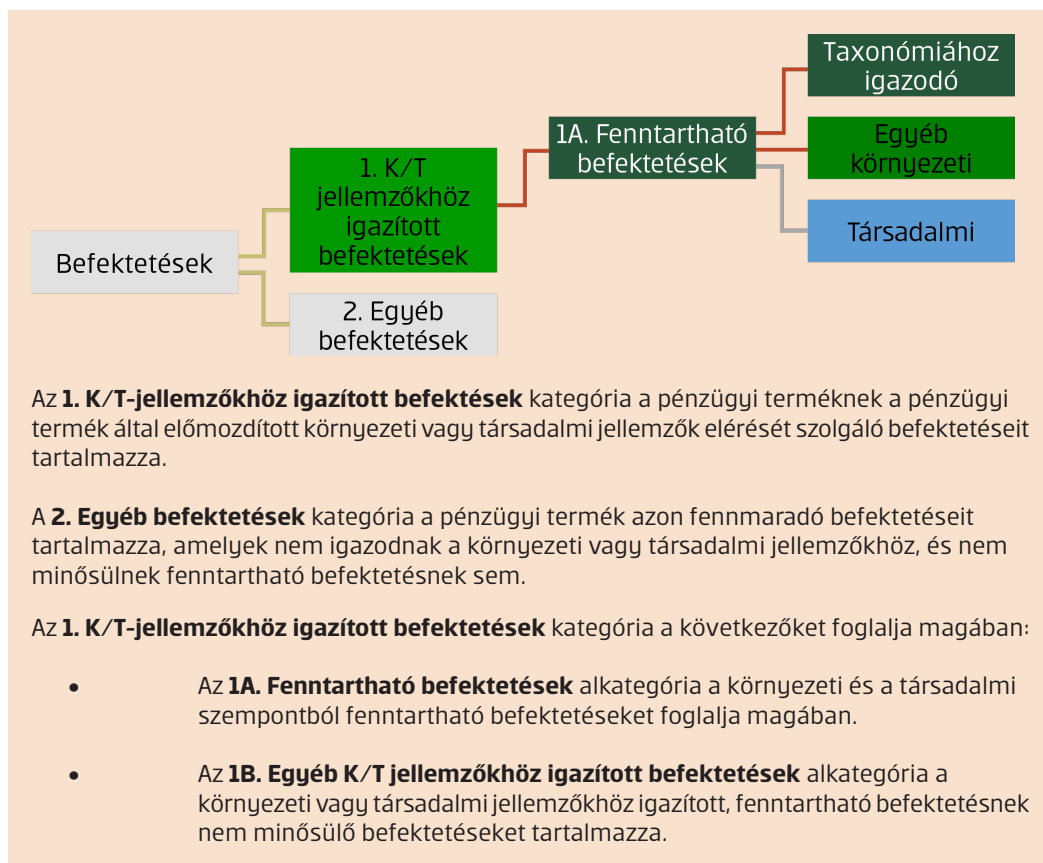 Taxonómiához
igazodó
1A. Fenntartható
befektetések
Egyéb
környezeti
1. K/T
jellemzőkhöz
igazított
befektetések
Társadalmi
Befektetések
2. Egyéb
befektetések
Az 1. K/T-jellemzőkhöz igazított befektések kategória a pénzügyi terméknek a pénzügyi
termék által előmozdított környezeti vagy társadalmi jellemzők elérését szolgáló befektetéseit
tartalmazza.
A 2. Egyéb befektetések kategória a pénzügyi termék azon fennmaradó befektetéseit
tartalmazza, amelyek nem igazodnak a környezeti vagy társadalmi jellemzőkhöz, és nem
minősülnek fenntartható befektetésnek sem.
Az 1. K/T-jellemzőkhöz igazított befektetések kategória a következőket foglalja magában:
• Az 1A. Fenntartható befektetések alkategória a környezeti és a társadalmi
szempontból fenntartható befektetéseket foglalja magában.
• Az 1B. Egyéb K/T jellemzőkhöz igazított befektetések alkategória a
környezeti vagy társadalmi jellemzőkhöz igazított, fenntartható befektetésnek
nem minősülő befektetéseket tartalmazza.